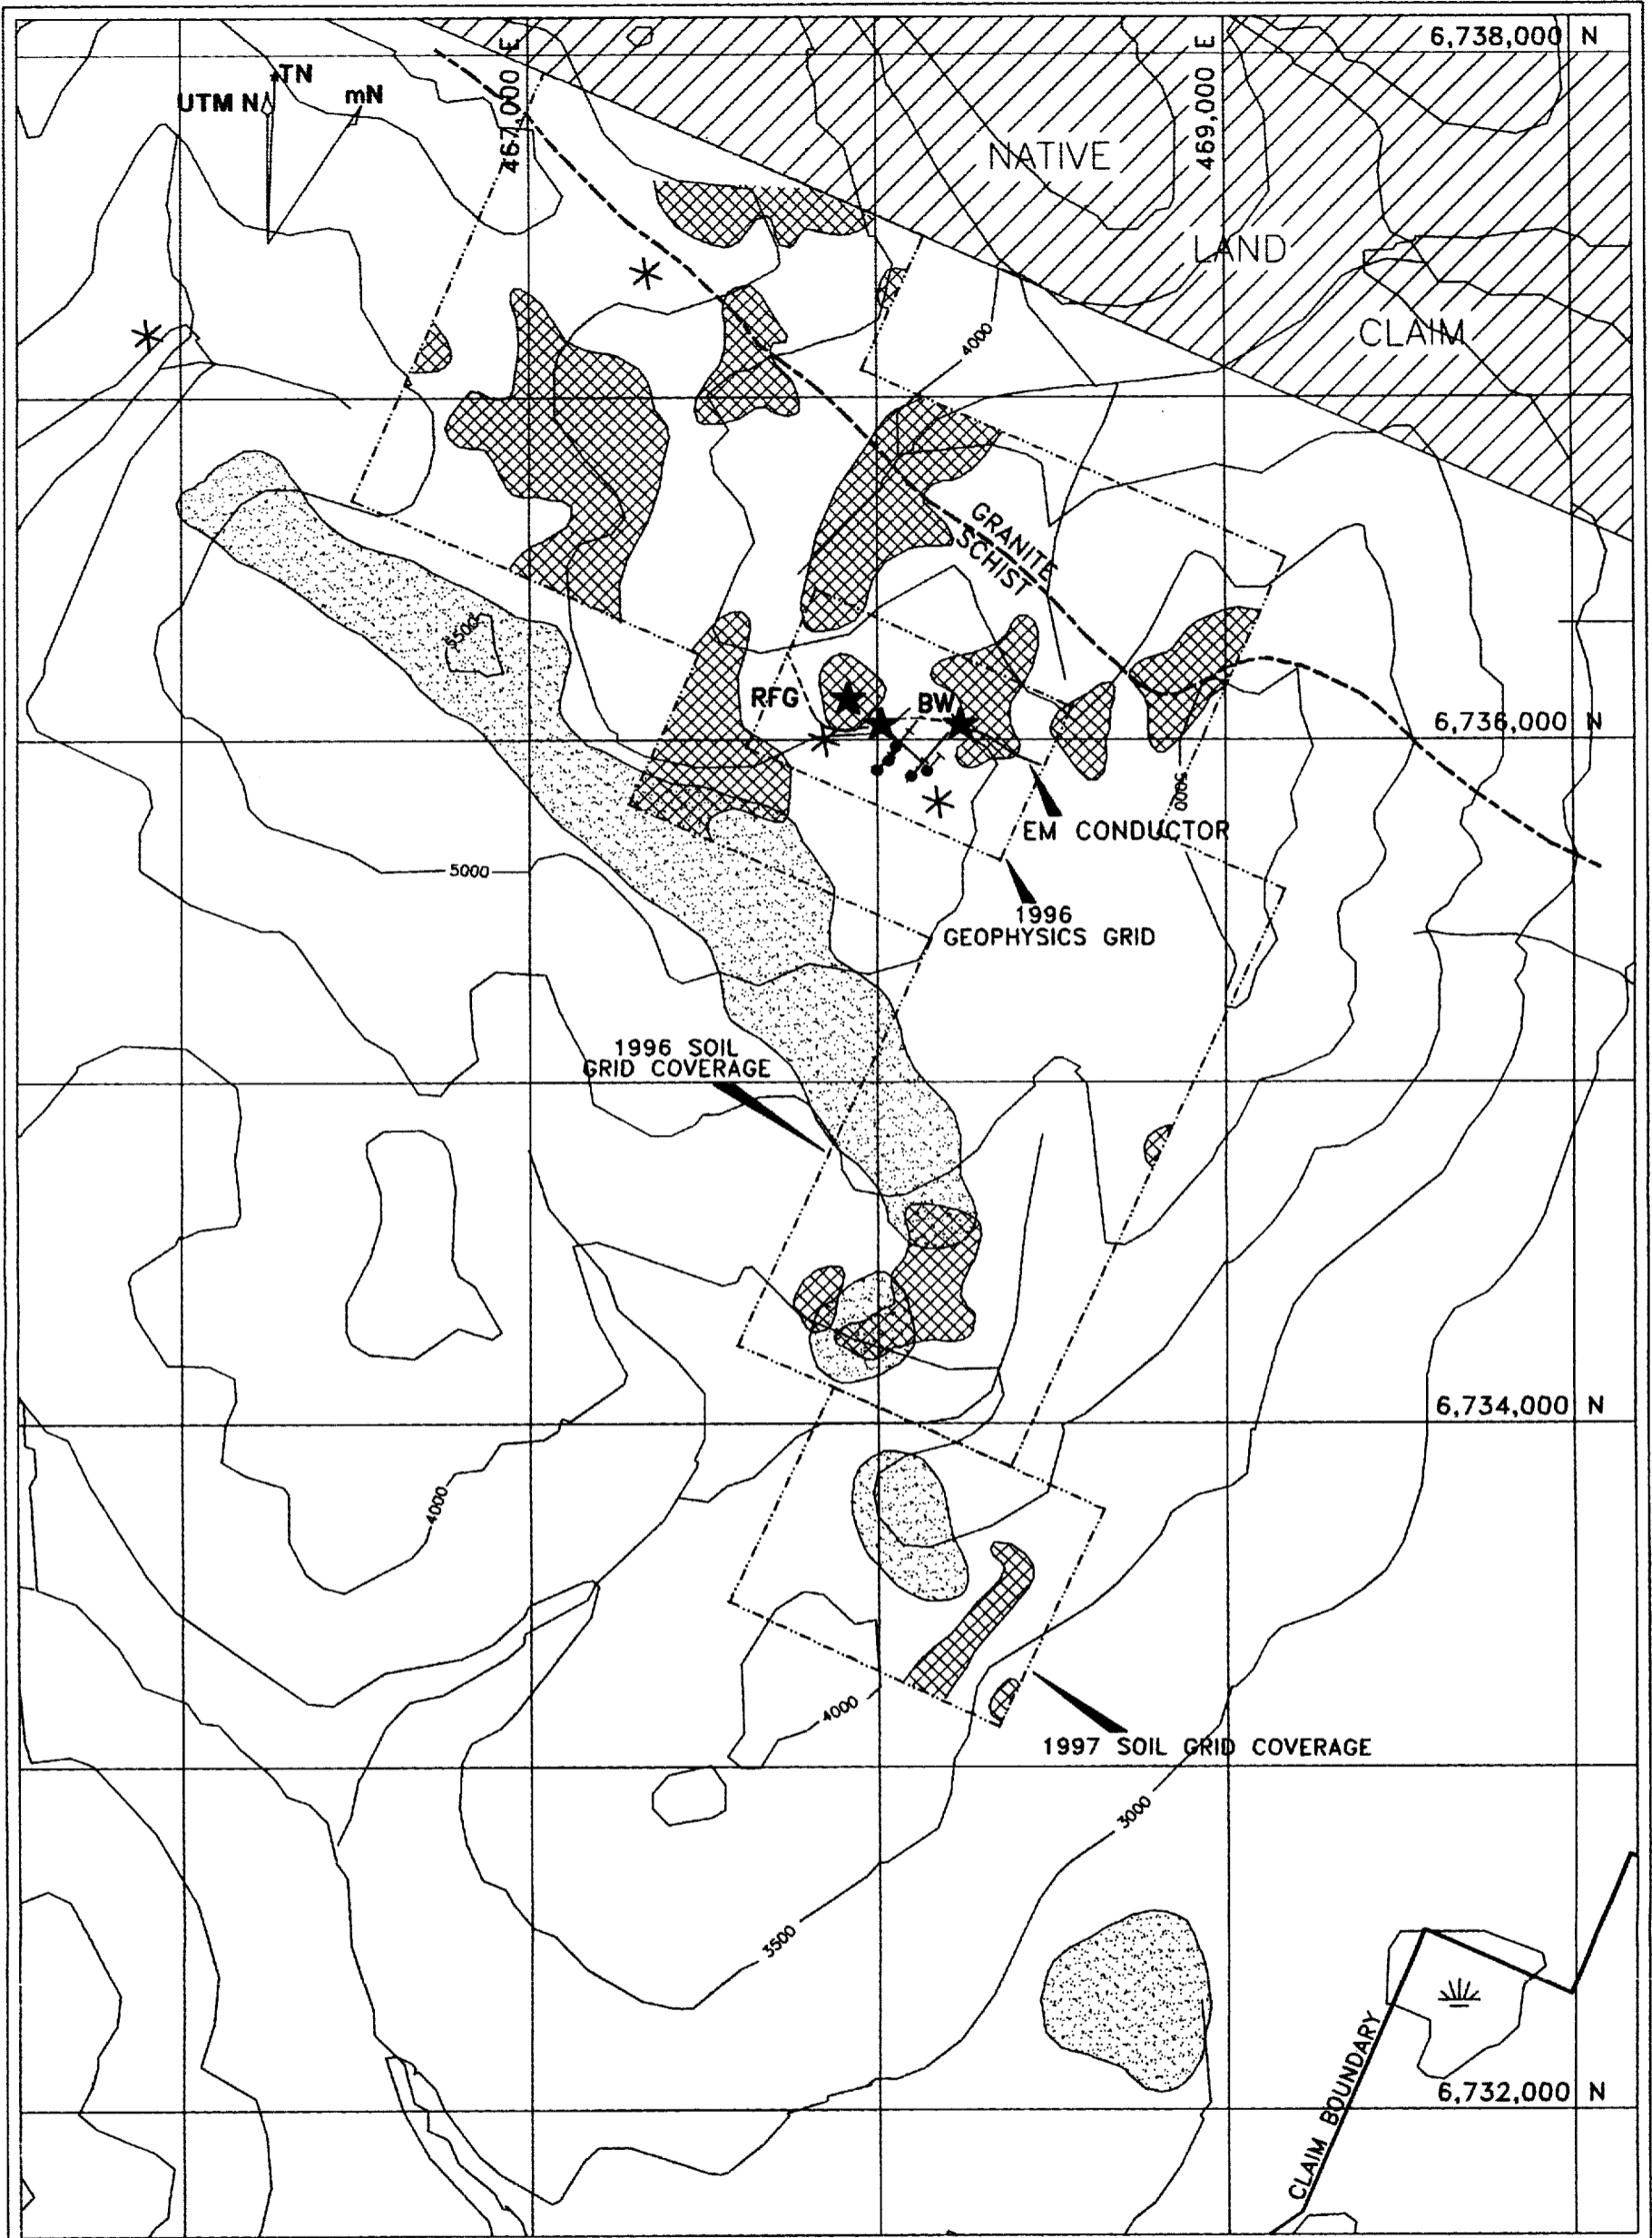 6,738,000 N
467,000 E
469,000 E
TN
UTM N
mN
NATIVE
LAND
CLAIM
4000
GRANITE
SCHIST
5500
RFG
BW
6,736,000 N
5000
EM CONDUCTOR
5000
1996
GEOPHYSICS GRID
1996 SOIL
GRID COVERAGE
6,734,000 N
4000
4000
1997 SOIL GRID COVERAGE
3000
3500
CLAIM BOUNDARY
6,732,000 N